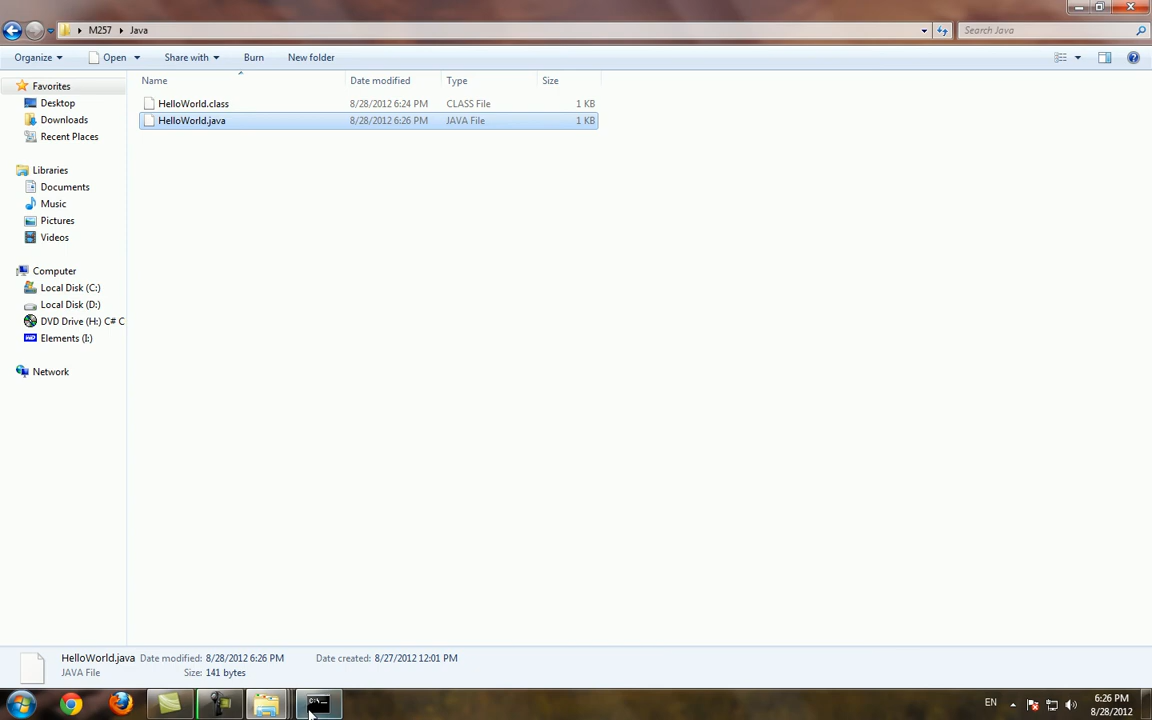 M257 Java
Search Java
Organize Open Share with Burn New folder
Name Date modified Type Size
Favorites
Desktop
Downloads
Recent Places
Libraries
Documents
Music
Pictures
Videos
Computer
Local Disk (C:)
Local Disk (D:)
DVD Drive (H:) C# C
Elements (I:)
Network
HelloWorld.class 8/28/2012 6:24 PM CLASS File 1 KB
HelloWorld.java 8/28/2012 6:26 PM JAVA File 1 KB
HelloWorld.java Date modified: 8/28/2012 6:26 PM Date created: 8/27/2012 12:01 PM
JAVA File Size: 141 bytes
EN 6:26 PM
8/28/2012